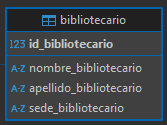 bibliotecario
123 id_bibliotecario
A-Z nombre_bibliotecario
A-Z apellido_bibliotecario
A-Z sede_bibliotecario